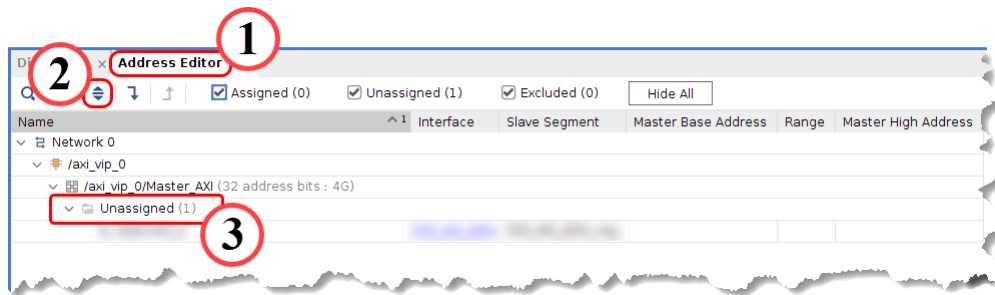 1
2
Di
Address Editor
Assigned (0) Unassigned (1) Excluded (0) Hide All
Name 1 Interface Slave Segment Master Base Address Range Master High Address
Network 0
/axi_vip_0
/axi_vip_0/Master_AXI (32 address bits : 4G)
Unassigned (1)
3